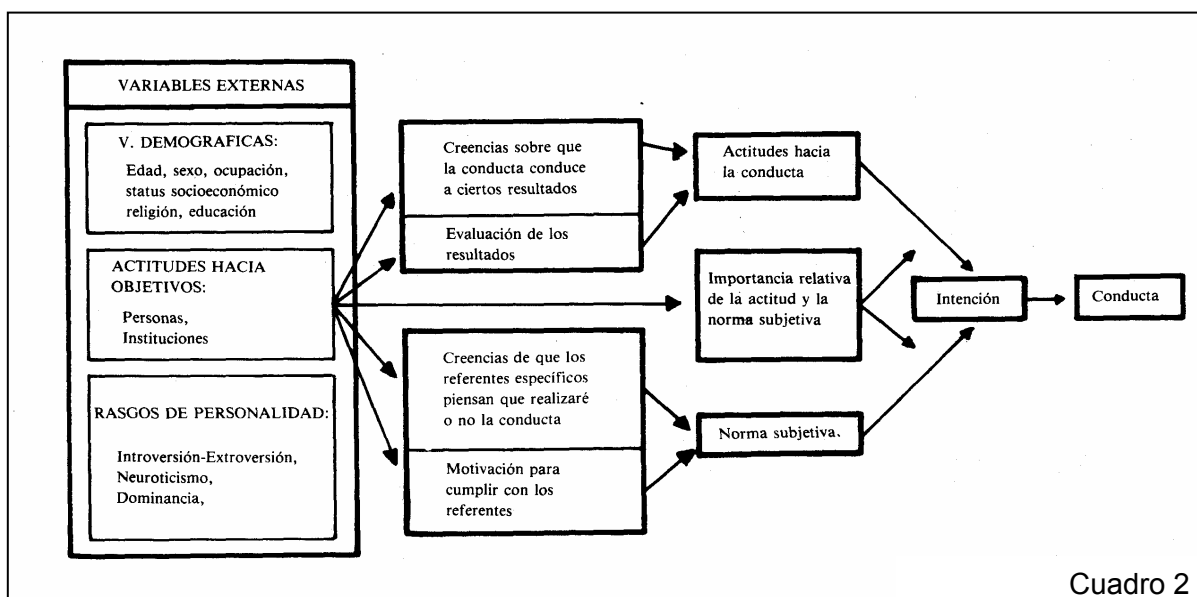 VARIABLES EXTERNAS
V. DEMOGRAFICAS:
Edad, sexo, ocupación,
status socioeconómico
religión, educación
ACTITUDES HACIA
OBJETIVOS:
Personas,
Instituciones
RASGOS DE PERSONALIDAD:
Introversión-Extroversión,
Neuroticismo,
Dominancia,
Creencias sobre que
la conducta conduce
a ciertos resultados
Evaluación de los
resultados
Creencias de que los
referentes específicos
piensan que realizaré
o no la conducta
Motivación para
cumplir con los
referentes
Actitudes hacia
la conducta
Importancia relativa
de la actitud y la
norma subjetiva
Norma subjetiva.
Intención
Conducta
Cuadro 2